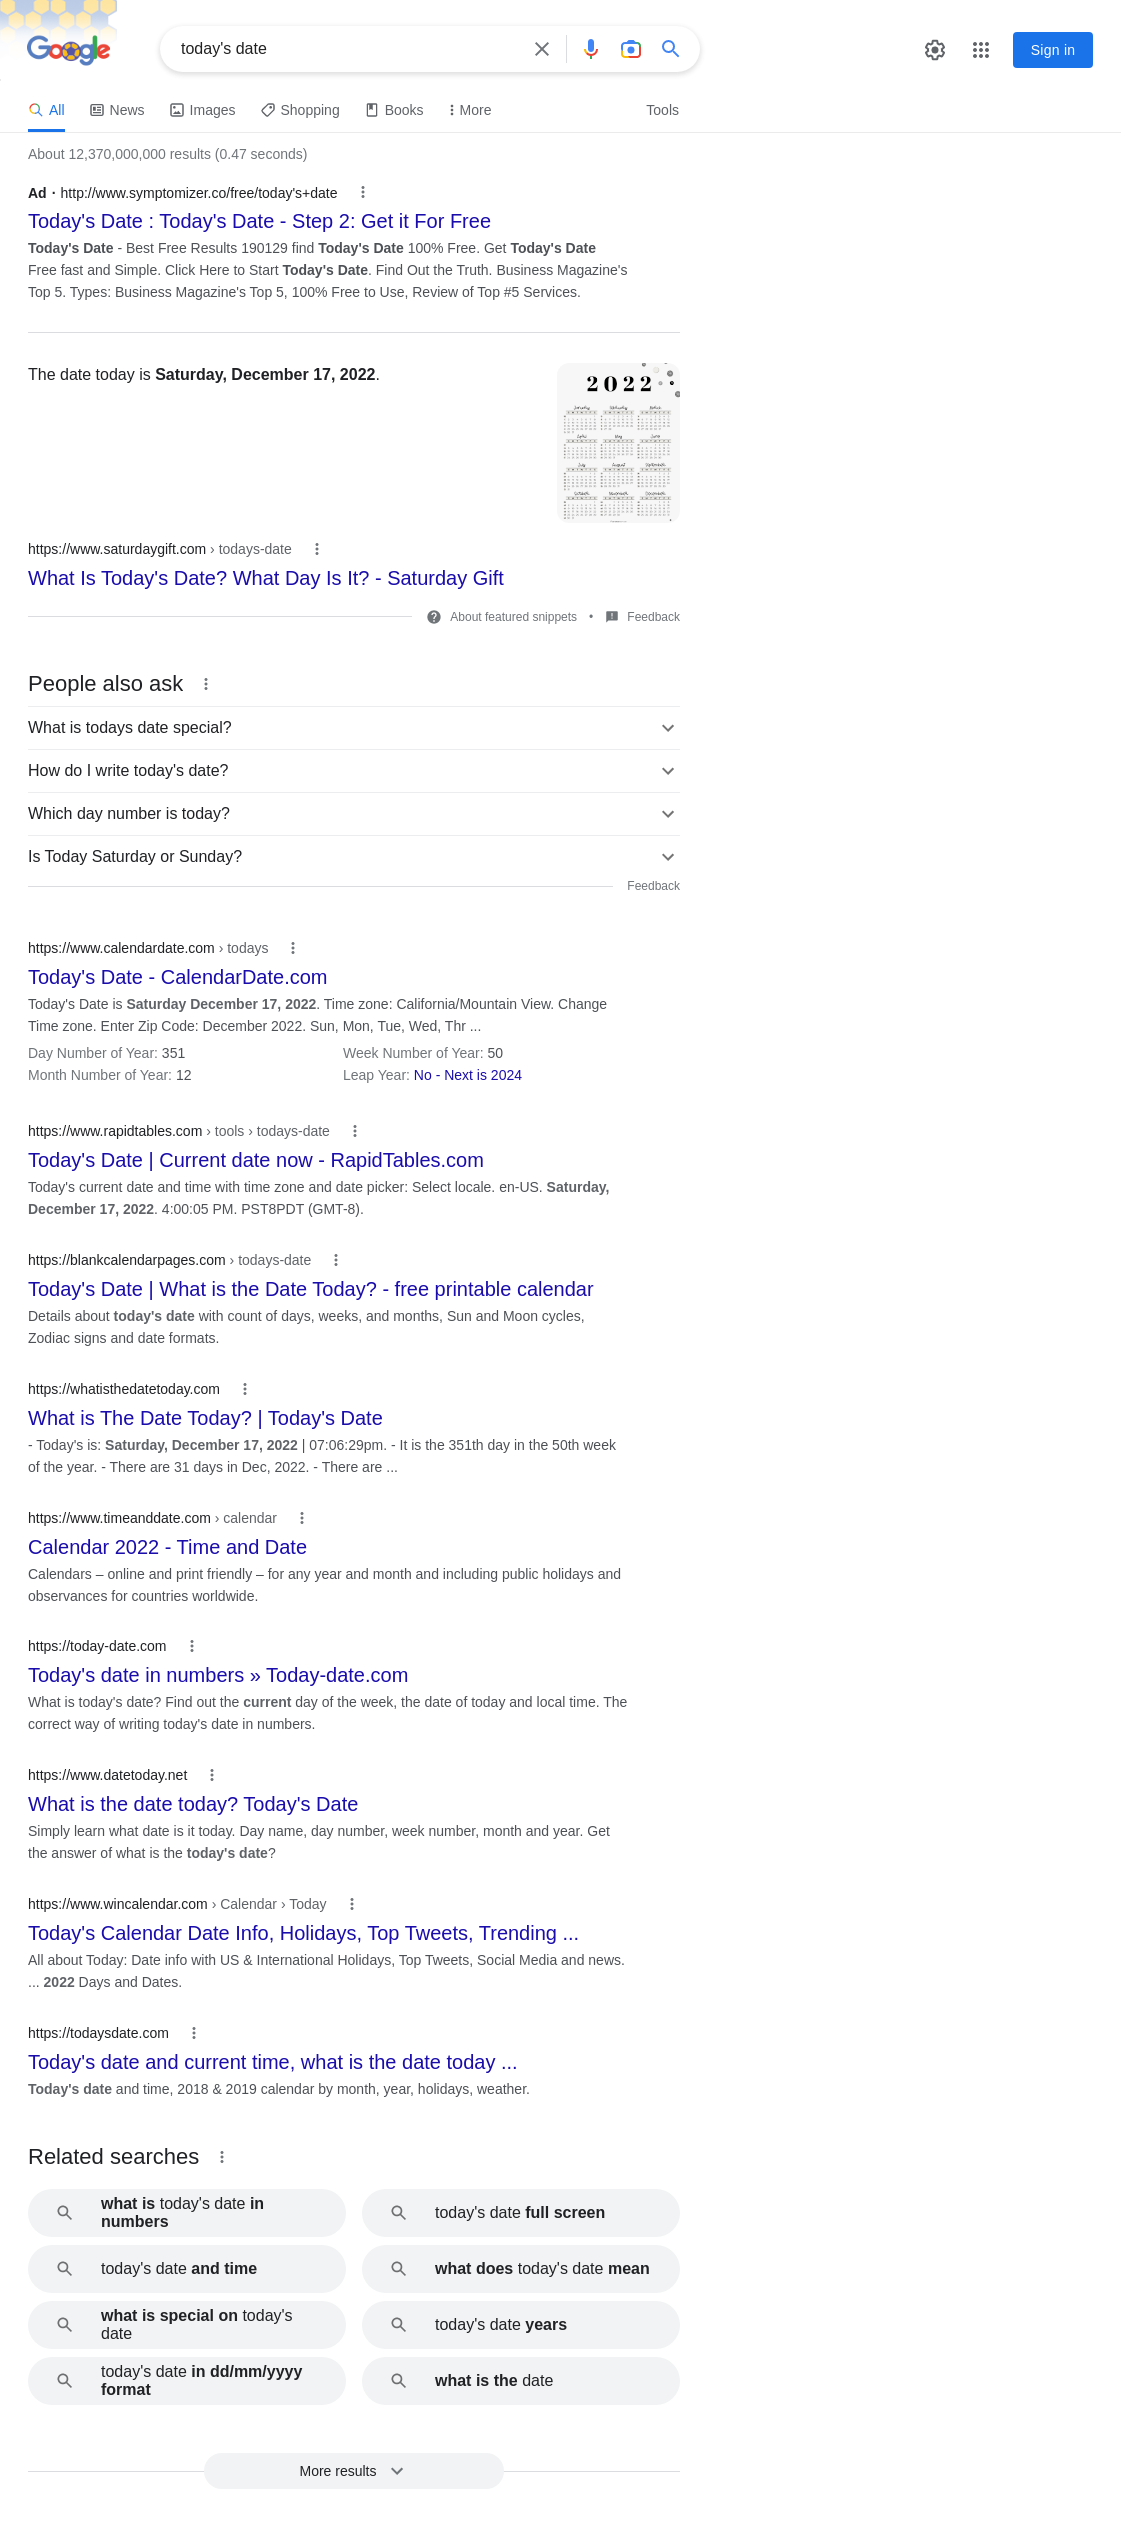 Google
today's date
Sign in
All News Images Shopping Books More Tools
About 12,370,000,000 results (0.47 seconds)
Ad · http://www.symptomizer.co/free/today's+date
Today's Date : Today's Date - Step 2: Get it For Free
Today's Date - Best Free Results 190129 find Today's Date 100% Free. Get Today's Date
Free fast and Simple. Click Here to Start Today's Date. Find Out the Truth. Business Magazine's
Top 5. Types: Business Magazine's Top 5, 100% Free to Use, Review of Top #5 Services.
The date today is Saturday, December 17, 2022.
2022
https://www.saturdaygift.com › todays-date
What Is Today's Date? What Day Is It? - Saturday Gift
About featured snippets • Feedback
People also ask
What is todays date special?
How do I write today's date?
Which day number is today?
Is Today Saturday or Sunday?
Feedback
https://www.calendardate.com › todays
Today's Date - CalendarDate.com
Today's Date is Saturday December 17, 2022. Time zone: California/Mountain View. Change
Time zone. Enter Zip Code: December 2022. Sun, Mon, Tue, Wed, Thr ...
Day Number of Year: 351 Week Number of Year: 50
Month Number of Year: 12 Leap Year: No - Next is 2024
https://www.rapidtables.com › tools › todays-date
Today's Date | Current date now - RapidTables.com
Today's current date and time with time zone and date picker: Select locale. en-US. Saturday,
December 17, 2022. 4:00:05 PM. PST8PDT (GMT-8).
https://blankcalendarpages.com › todays-date
Today's Date | What is the Date Today? - free printable calendar
Details about today's date with count of days, weeks, and months, Sun and Moon cycles,
Zodiac signs and date formats.
https://whatisthedatetoday.com
What is The Date Today? | Today's Date
- Today's is: Saturday, December 17, 2022 | 07:06:29pm. - It is the 351th day in the 50th week
of the year. - There are 31 days in Dec, 2022. - There are ...
https://www.timeanddate.com › calendar
Calendar 2022 - Time and Date
Calendars – online and print friendly – for any year and month and including public holidays and
observances for countries worldwide.
https://today-date.com
Today's date in numbers » Today-date.com
What is today's date? Find out the current day of the week, the date of today and local time. The
correct way of writing today's date in numbers.
https://www.datetoday.net
What is the date today? Today's Date
Simply learn what date is it today. Day name, day number, week number, month and year. Get
the answer of what is the today's date?
https://www.wincalendar.com › Calendar › Today
Today's Calendar Date Info, Holidays, Top Tweets, Trending ...
All about Today: Date info with US & International Holidays, Top Tweets, Social Media and news.
... 2022 Days and Dates.
https://todaysdate.com
Today's date and current time, what is the date today ...
Today's date and time, 2018 & 2019 calendar by month, year, holidays, weather.
Related searches
what is today's date in
numbers
today's date full screen
today's date and time
what does today's date mean
what is special on today's
date
today's date years
today's date in dd/mm/yyyy
format
what is the date
More results